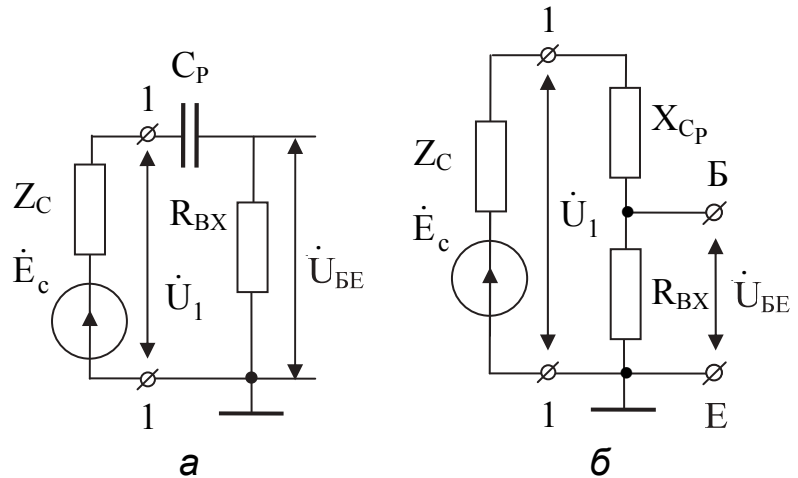 C_P
1
Z_C
R_BX
Ė_c
U̇_1
U̇_БЕ
1
а
1
X_C_P
Z_C
Б
U̇_1
Ė_c
R_BX
U̇_БЕ
1
Е
б